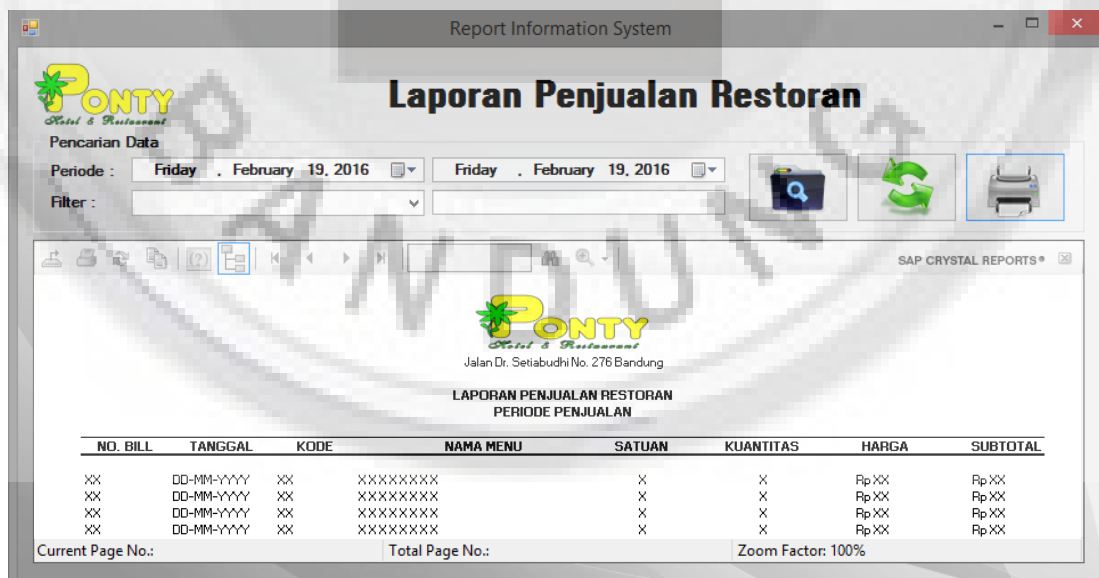 Report Information System
PONTY
Hotel & Restaurant
Laporan Penjualan Restoran
Pencarian Data
Periode : Friday , February 19, 2016 Friday , February 19, 2016
Filter :
SAP CRYSTAL REPORTS®
PONTY
Hotel & Restaurant
Jalan Dr. Setiabudhi No. 276 Bandung
LAPORAN PENJUALAN RESTORAN
PERIODE PENJUALAN
NO. BILL TANGGAL KODE NAMA MENU SATUAN KUANTITAS HARGA SUBTOTAL
XX DD-MM-YYYY XX XXXXXXXX X X Rp XX Rp XX
XX DD-MM-YYYY XX XXXXXXXX X X Rp XX Rp XX
XX DD-MM-YYYY XX XXXXXXXX X X Rp XX Rp XX
XX DD-MM-YYYY XX XXXXXXXX X X Rp XX Rp XX
Current Page No.: Total Page No.: Zoom Factor: 100%
BANDUNG